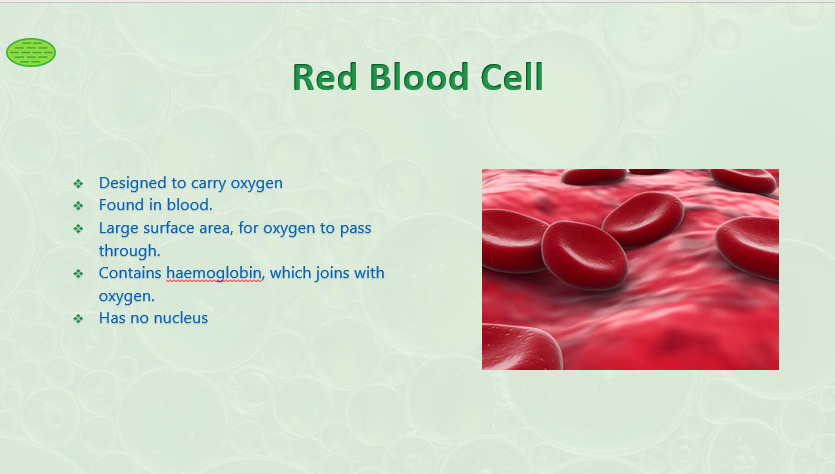 Red Blood Cell
Designed to carry oxygen
Found in blood.
Large surface area, for oxygen to pass
through.
Contains haemoglobin, which joins with
oxygen.
Has no nucleus